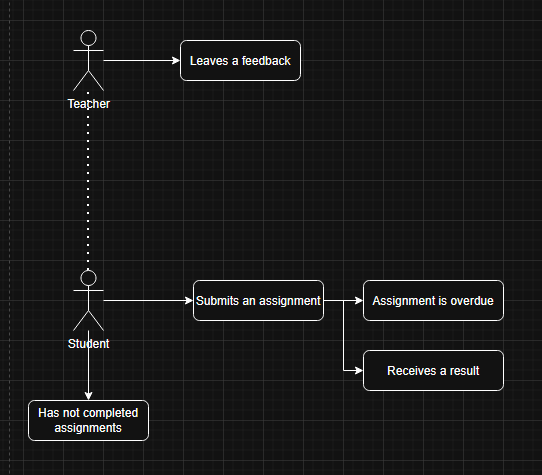 Leaves a feedback
Teacher
Submits an assignment
Assignment is overdue
Student
Receives a result
Has not completed
assignments